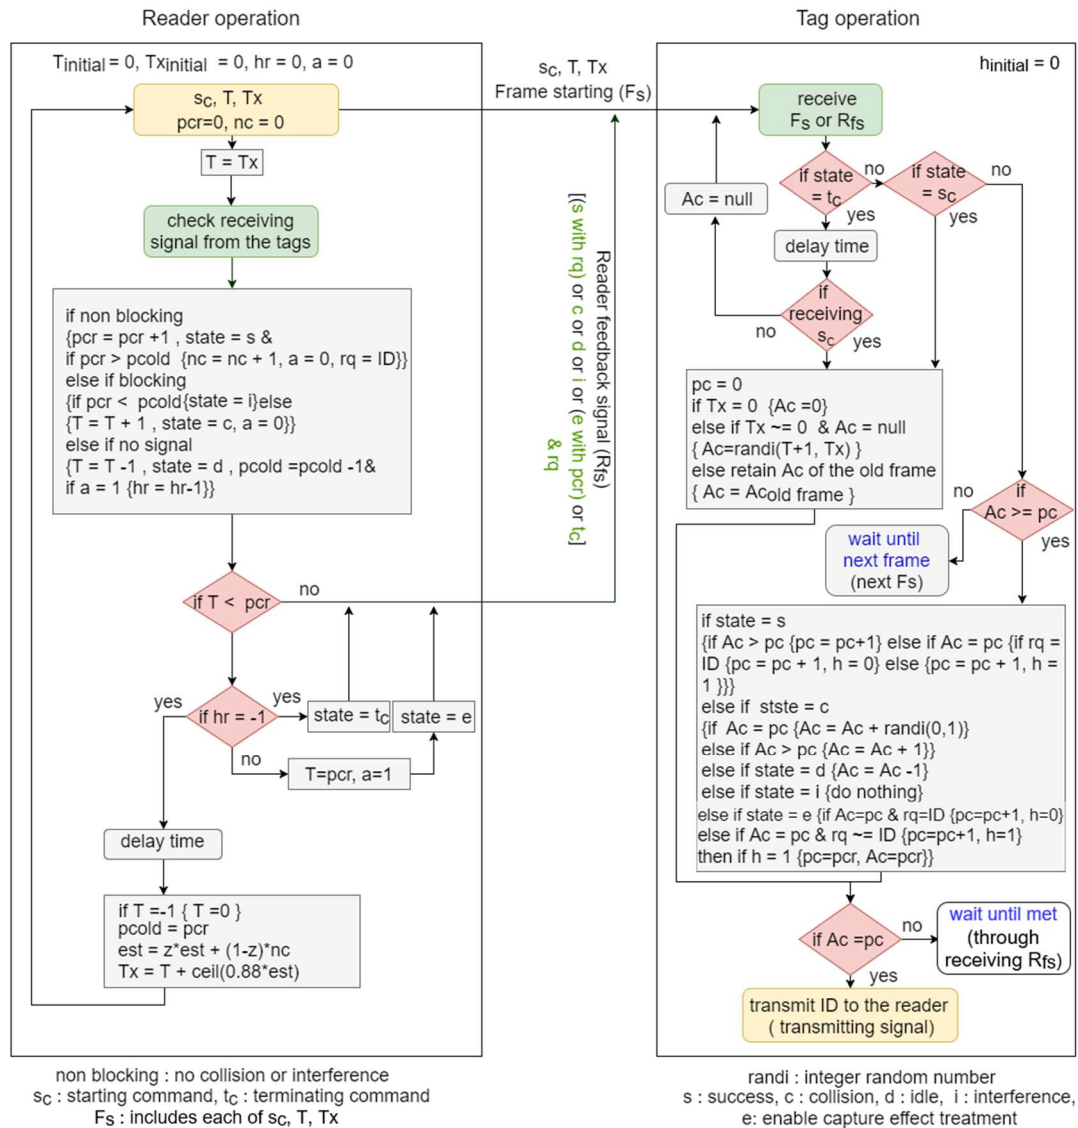 Reader operation
Tinitial = 0, Txinitial = 0, hr = 0, a = 0
sc, T, Tx
pcr=0, nc = 0
T = Tx
check receiving
signal from the tags
if non blocking
{pcr = pcr +1 , state = s &
if pcr > pcold {nc = nc + 1, a = 0, rq = ID}}
else if blocking
{if pcr < pcold{state = i}else
{T = T + 1 , state = c, a = 0}}
else if no signal
{T = T -1 , state = d , pcold =pcold -1&
if a = 1 {hr = hr-1}}
if T < pcr
no
yes
if hr = -1
yes
state = tc
state = e
no
T=pcr, a=1
delay time
if T =-1 { T =0 }
pcold = pcr
est = z*est + (1-z)*nc
Tx = T + ceil(0.88*est)
non blocking : no collision or interference
sc : starting command, tc : terminating command
Fs : includes each of sc, T, Tx
sc, T, Tx
Frame starting (Fs)
Reader feedback signal (Rfs)
[(s with rq) or c or d or i or (e with pcr) or tc]
& rq
Tag operation
hinitial = 0
receive
Fs or Rfs
if state
= tc
no
if state
= sc
no
Ac = null
yes
yes
delay time
if
receiving
sc
no
yes
pc = 0
if Tx = 0 {Ac =0}
else if Tx ~= 0 & Ac = null
{ Ac=randi(T+1, Tx) }
else retain Ac of the old frame
{ Ac = Acold frame }
no
if
Ac >= pc
yes
wait until
next frame
(next Fs)
if state = s
{if Ac > pc {pc = pc+1} else if Ac = pc {if rq =
ID {pc = pc + 1, h = 0} else {pc = pc + 1, h =
1 }}}
else if stste = c
{if Ac = pc {Ac = Ac + randi(0,1)}
else if Ac > pc {Ac = Ac + 1}}
else if state = d {Ac = Ac -1}
else if state = i {do nothing}
else if state = e {if Ac=pc & rq=ID {pc=pc+1, h=0}
else if Ac = pc & rq ~= ID {pc=pc+1, h=1}
then if h = 1 {pc=pcr, Ac=pcr}}
if Ac =pc
no
wait until met
(through
receiving Rfs)
yes
transmit ID to the reader
( transmitting signal)
randi : integer random number
s : success, c : collision, d : idle, i : interference,
e: enable capture effect treatment